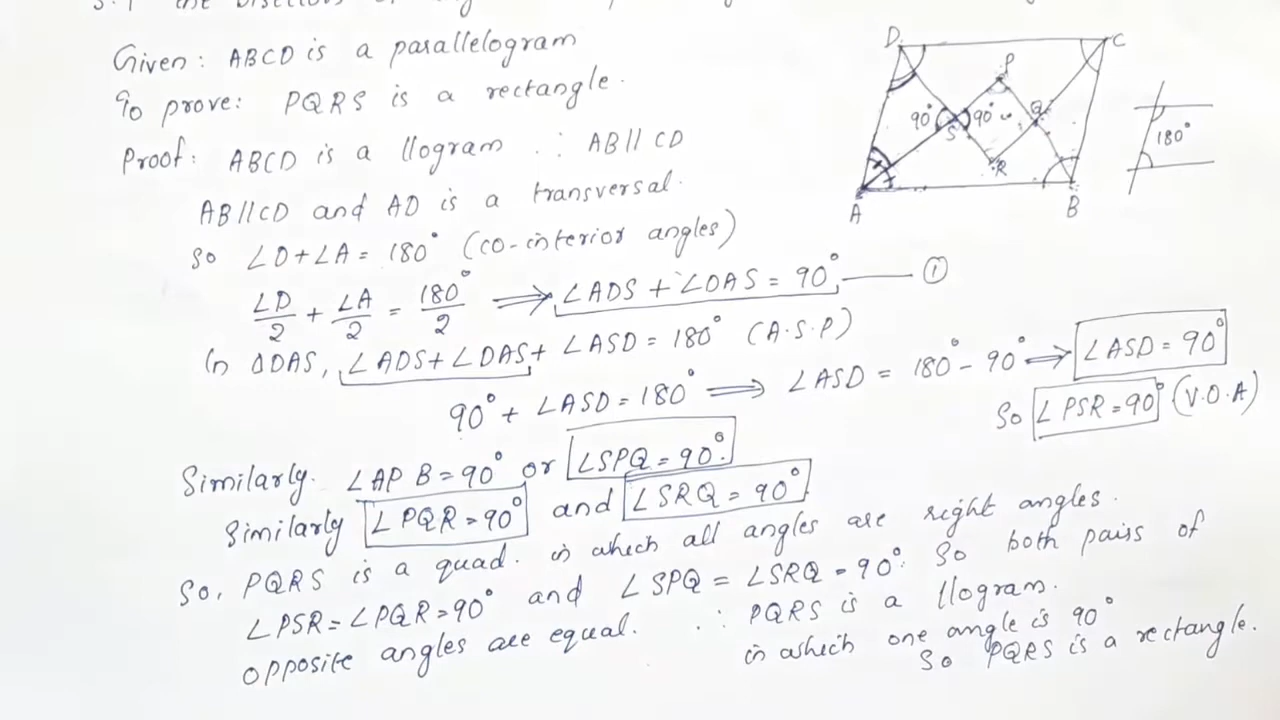 Given: ABCD is a parallelogram
To prove: PQRS is a rectangle.
Proof: ABCD is a llogram ∴ AB || CD
AB||CD and AD is a transversal.
So ∠D+∠A= 180° (co-interior angles)
∠D/2 + ∠A/2 = 180°/2 ⟹ ∠ADS + ∠DAS = 90° —— ①
In ΔDAS, ∠ADS+∠DAS+ ∠ASD = 180° (A.S.P)
90°+ ∠ASD = 180° ⟹ ∠ASD = 180° - 90° ⟹ ∠ASD = 90°
So ∠PSR = 90° (V.O.A)
Similarly. ∠APB = 90° or ∠SPQ = 90°.
Similarly ∠PQR = 90° and ∠SRQ = 90°
So, PQRS is a quad. in which all angles are right angles.
∠PSR = ∠PQR = 90° and ∠SPQ = ∠SRQ = 90°. So both pairs of
opposite angles are equal. ∴ PQRS is a llogram.
in which one angle is 90°
So PQRS is a rectangle.
D
C
P
90°
90°
S
Q
R
A
B
180°